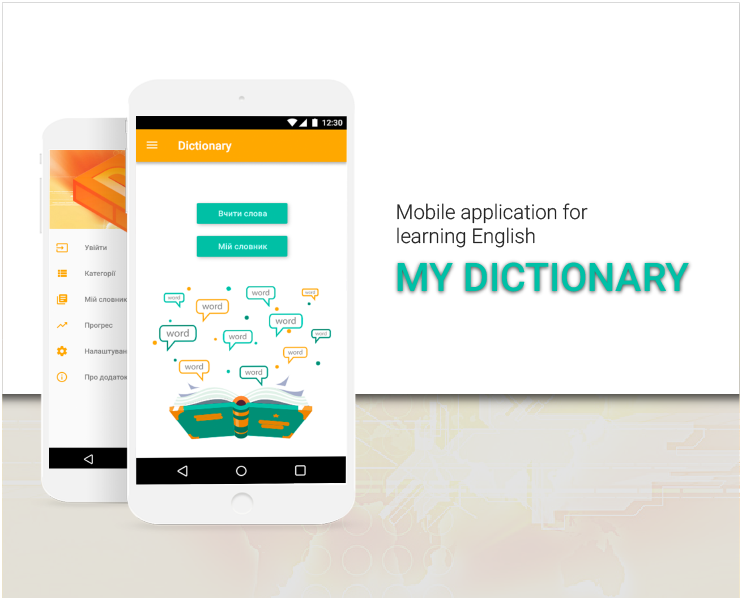 12:30
Dictionary
Вчити слова
Мій словник
word
word
word
word
word
word
word
word
word
word
word
Увійти
Категорії
Мій словник
Прогрес
Налаштуван
Про додаток
Mobile application for
learning English
MY DICTIONARY